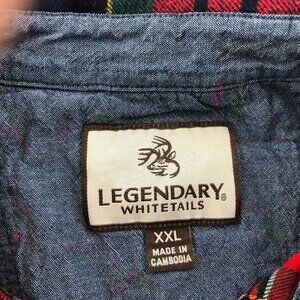 LEGENDARY®
WHITETAILS
XXL
MADE IN
CAMBODIA